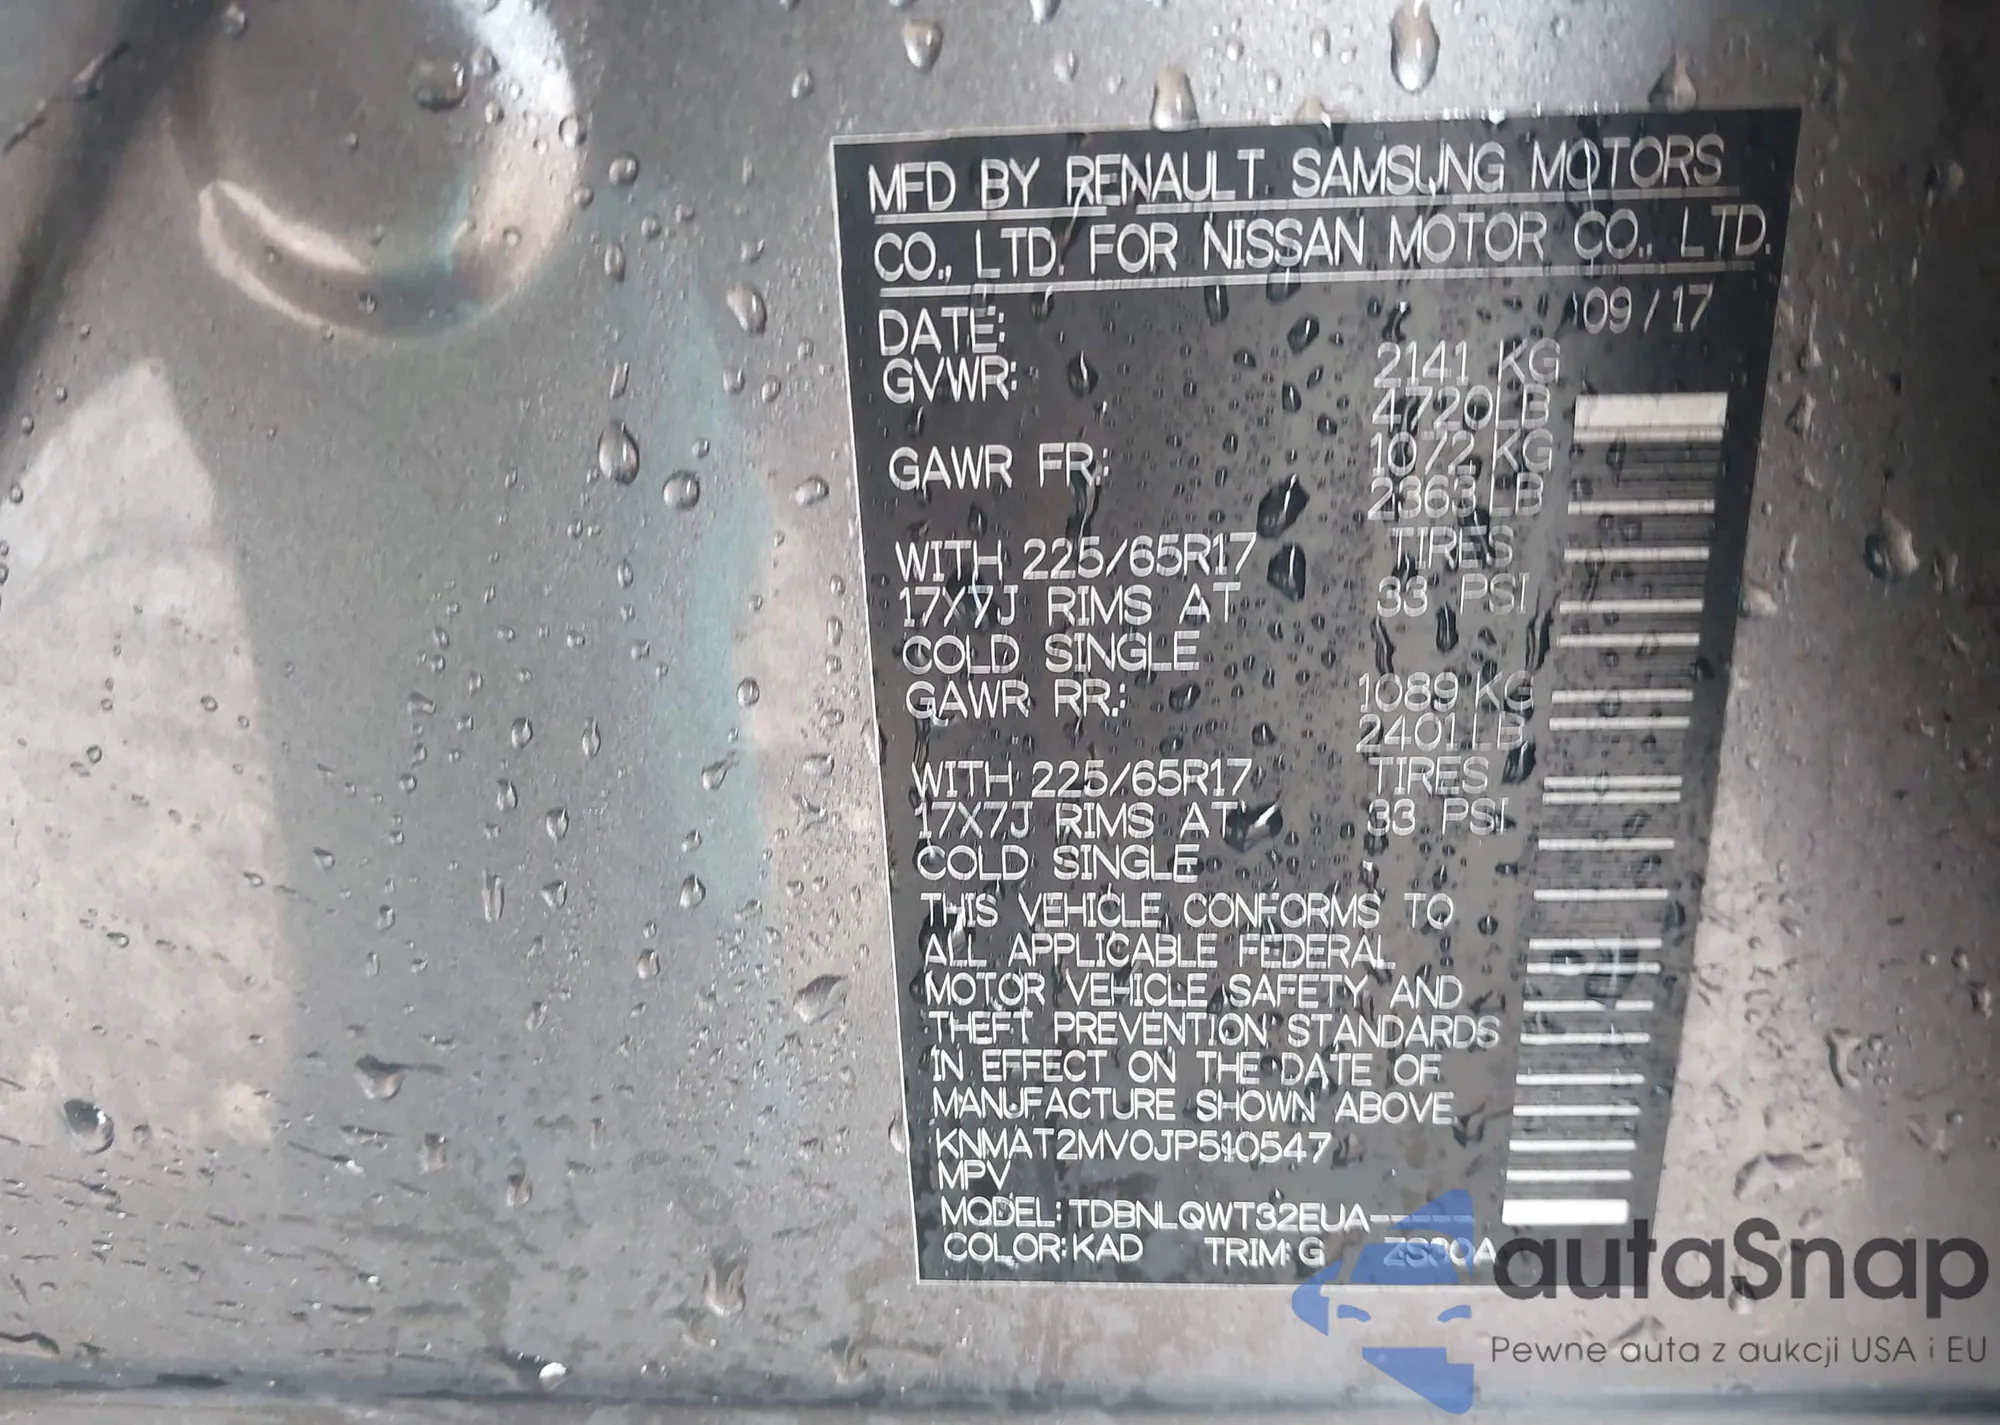 MFD BY RENAULT SAMSUNG MOTORS
CO., LTD. FOR NISSAN MOTOR CO., LTD.
DATE: 09/17
GVWR: 2141 KG
4720LB
GAWR FR: 1072 KG
2363LB
WITH 225/65R17 TIRES
17X7J RIMS AT 33 PSI
COLD SINGLE
GAWR RR: 1089 KG
2401LB
WITH 225/65R17 TIRES
17X7J RIMS AT 33 PSI
COLD SINGLE
THIS VEHICLE CONFORMS TO
ALL APPLICABLE FEDERAL
MOTOR VEHICLE SAFETY AND
THEFT PREVENTION STANDARDS
IN EFFECT ON THE DATE OF
MANUFACTURE SHOWN ABOVE
KNMAT2MV0JP510547
MPV
MODEL: TDBNLQWT32EUA-----
COLOR: KAD TRIM: G
autaSnap
Pewne auta z aukcji USA i EU